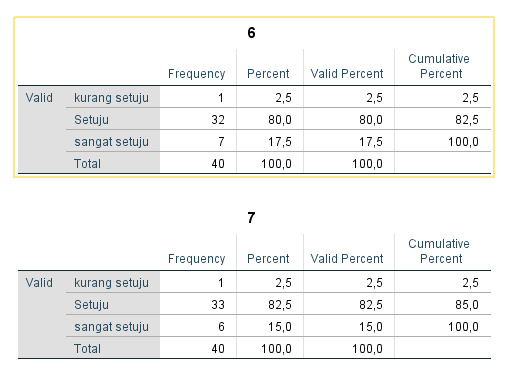 6
Frequency Percent Valid Percent Cumulative Percent
Valid kurang setuju 1 2,5 2,5 2,5
Setuju 32 80,0 80,0 82,5
sangat setuju 7 17,5 17,5 100,0
Total 40 100,0 100,0
7
Frequency Percent Valid Percent Cumulative Percent
Valid kurang setuju 1 2,5 2,5 2,5
Setuju 33 82,5 82,5 85,0
sangat setuju 6 15,0 15,0 100,0
Total 40 100,0 100,0